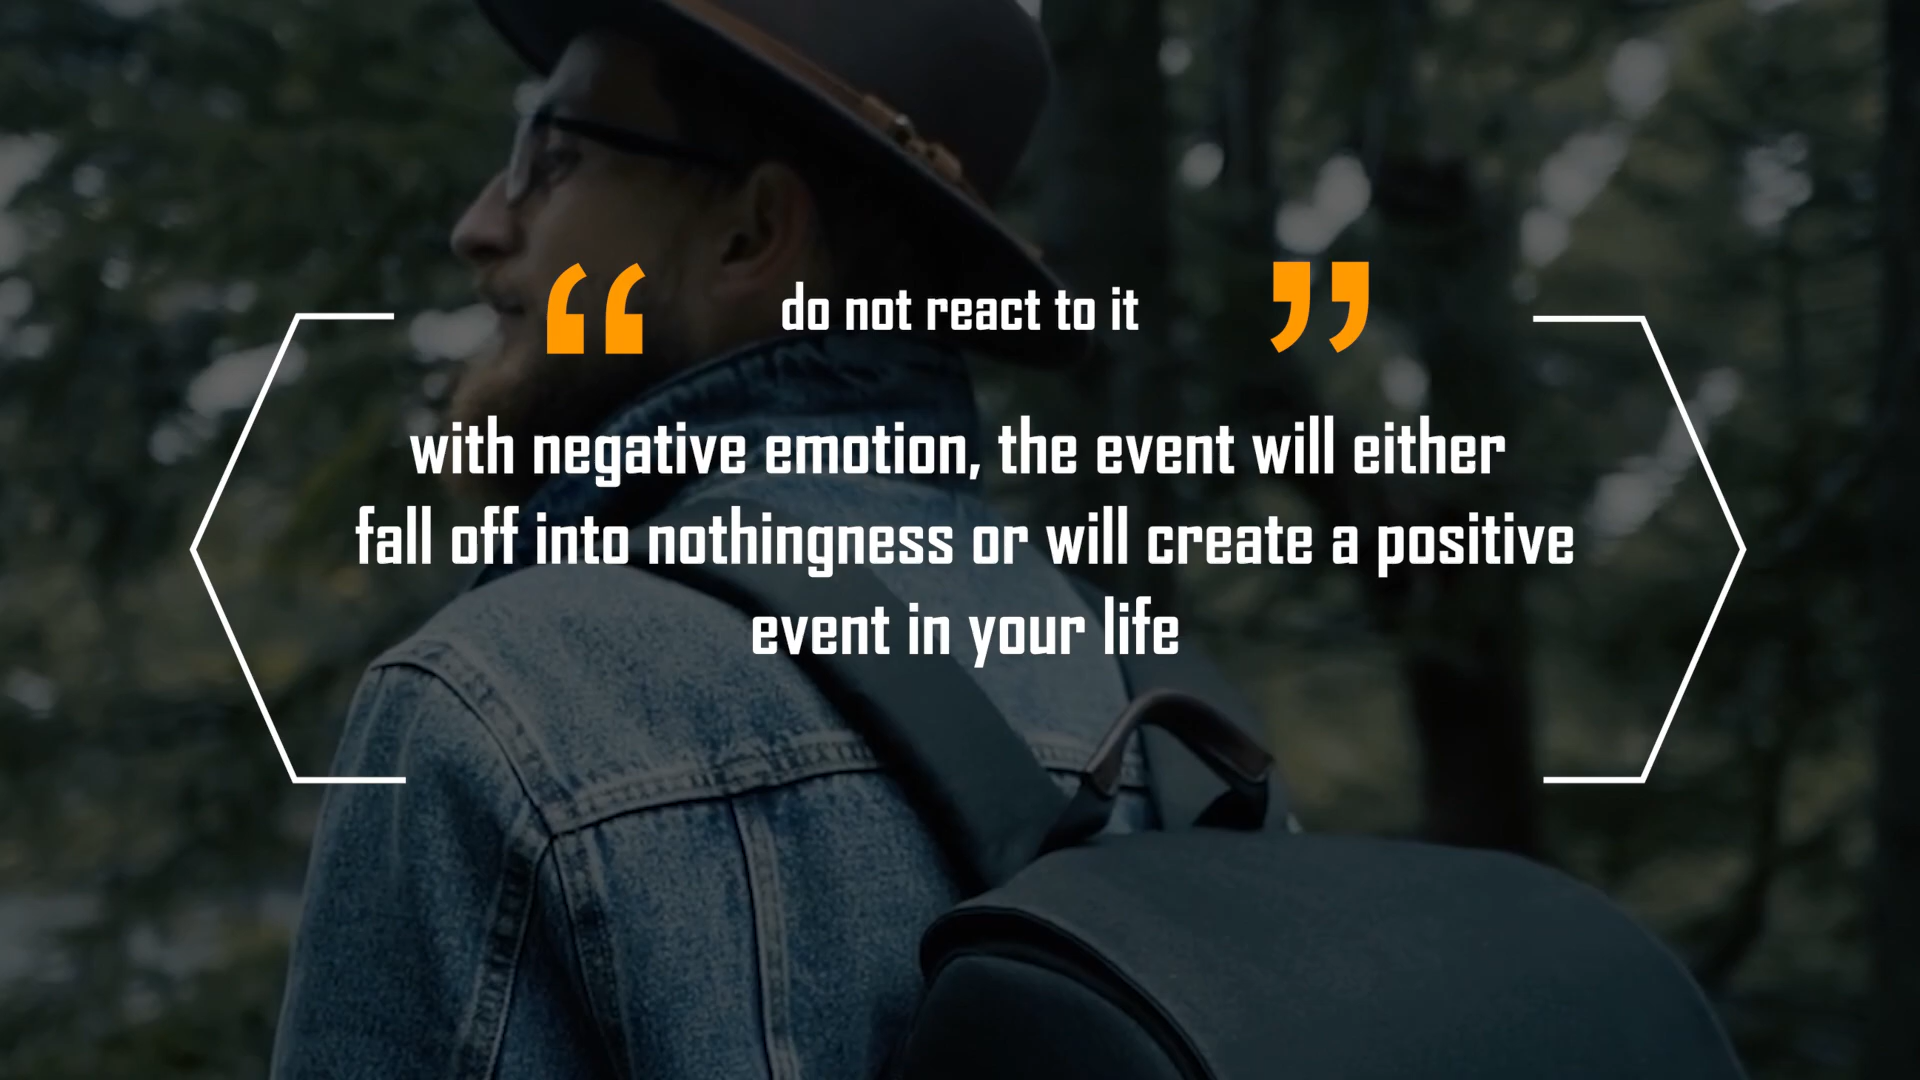 “ do not react to it ”
with negative emotion, the event will either
fall off into nothingness or will create a positive
event in your life